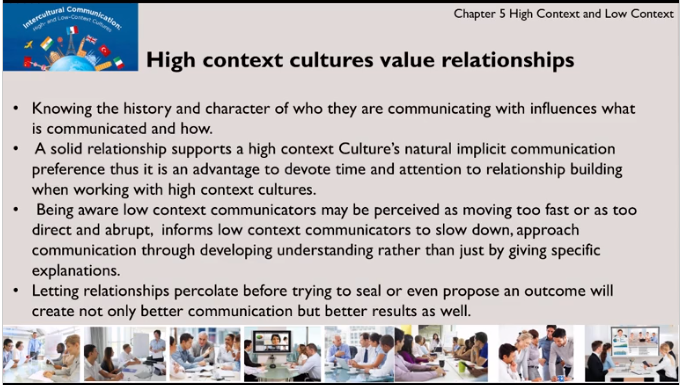 Chapter 5 High Context and Low Context
Intercultural Communication:
High- and Low-Context Cultures
High context cultures value relationships
• Knowing the history and character of who they are communicating with influences what
is communicated and how.
• A solid relationship supports a high context Culture's natural implicit communication
preference thus it is an advantage to devote time and attention to relationship building
when working with high context cultures.
• Being aware low context communicators may be perceived as moving too fast or as too
direct and abrupt, informs low context communicators to slow down, approach
communication through developing understanding rather than just by giving specific
explanations.
• Letting relationships percolate before trying to seal or even propose an outcome will
create not only better communication but better results as well.